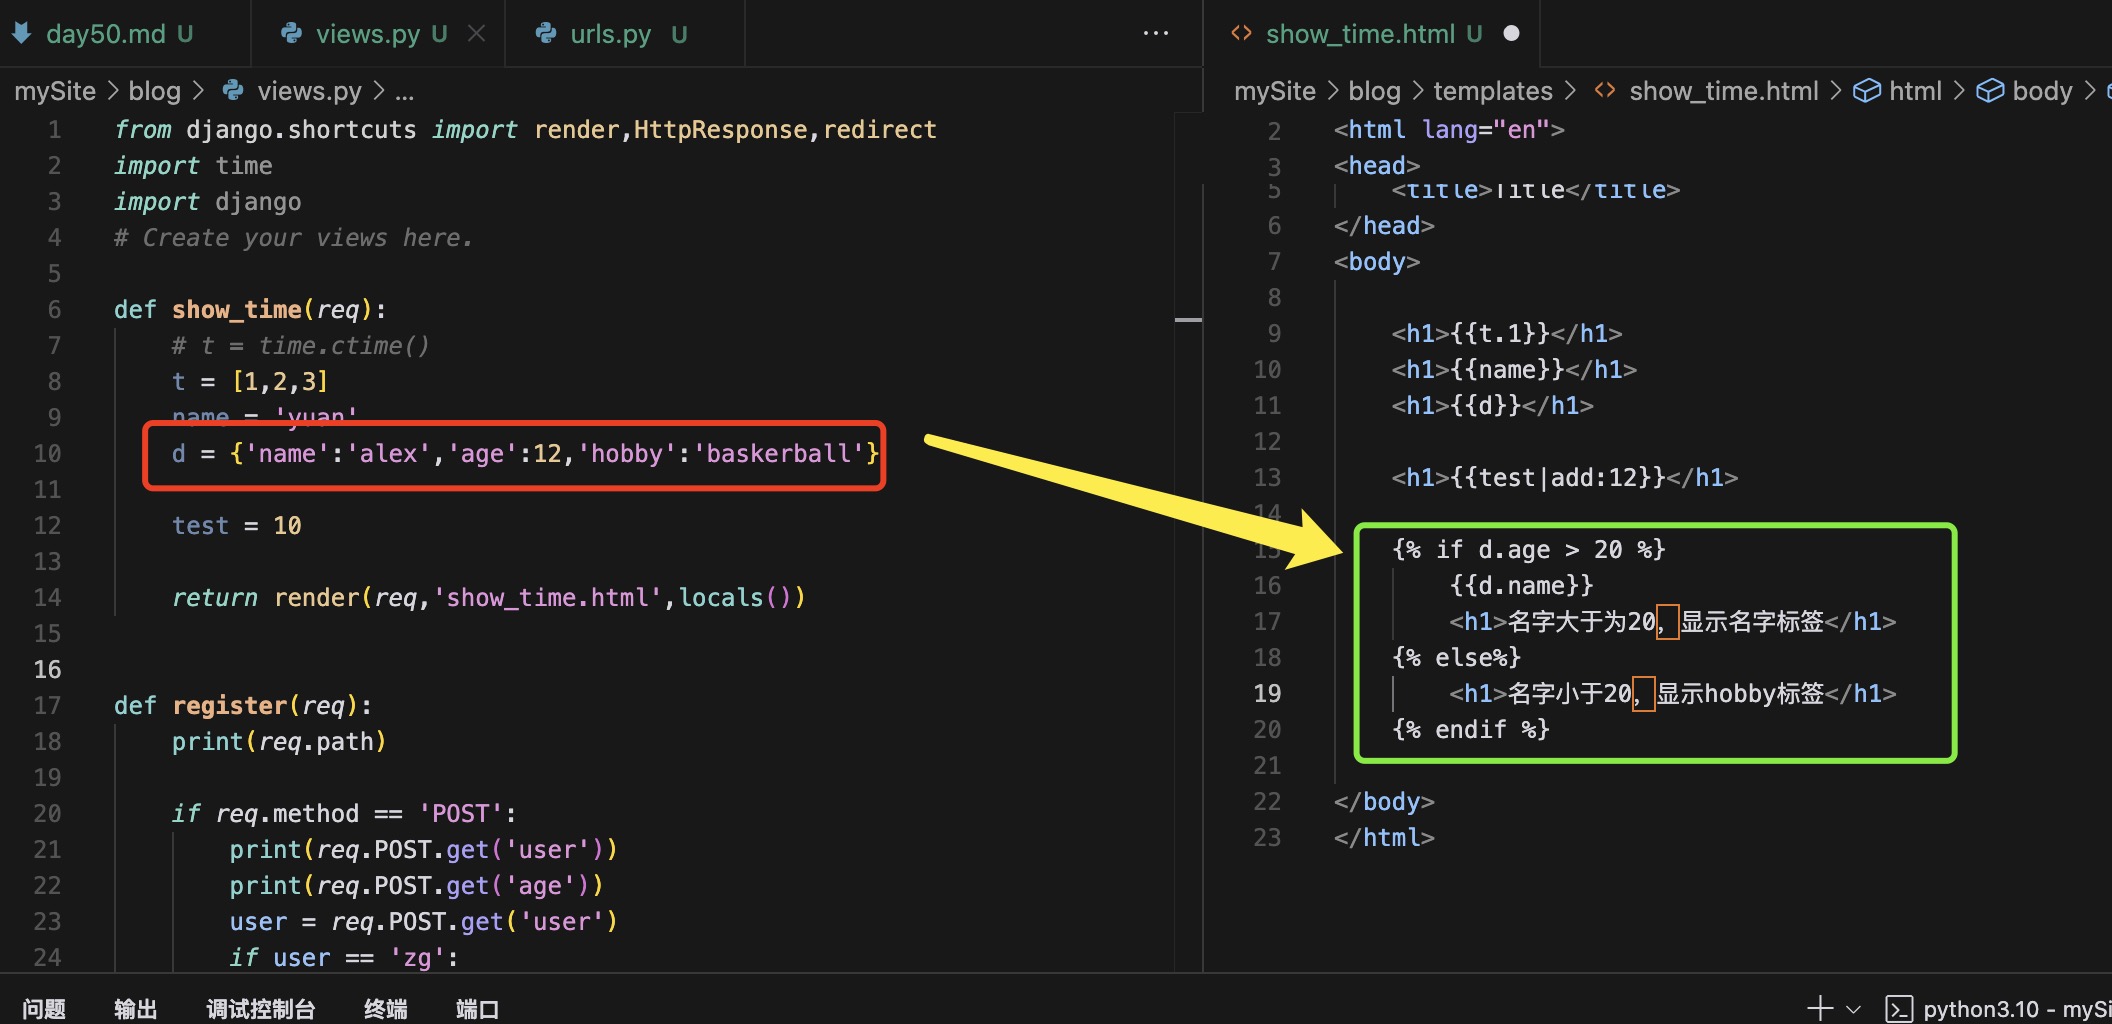 day50.md U
views.py U
urls.py U
mySite > blog > views.py > ...
1 from django.shortcuts import render,HttpResponse,redirect
2 import time
3 import django
4 # Create your views here.
5
6 def show_time(req):
7 # t = time.ctime()
8 t = [1,2,3]
9 name = 'yuan'
10 d = {'name':'alex','age':12,'hobby':'baskerball'}
11
12 test = 10
13
14 return render(req,'show_time.html',locals())
15
16
17 def register(req):
18 print(req.path)
19
20 if req.method == 'POST':
21 print(req.POST.get('user'))
22 print(req.POST.get('age'))
23 user = req.POST.get('user')
24 if user == 'zg':
show_time.html U
mySite > blog > templates > show_time.html > html > body >
2 <html lang="en">
3 <head>
5 <title>Title</title>
6 </head>
7 <body>
8
9 <h1>{{t.1}}</h1>
10 <h1>{{name}}</h1>
11 <h1>{{d}}</h1>
12
13 <h1>{{test|add:12}}</h1>
14
15 {% if d.age > 20 %}
16 {{d.name}}
17 <h1>名字大于为20，显示名字标签</h1>
18 {% else%}
19 <h1>名字小于20，显示hobby标签</h1>
20 {% endif %}
21
22 </body>
23 </html>
问题 输出 调试控制台 终端 端口
python3.10 - mySi